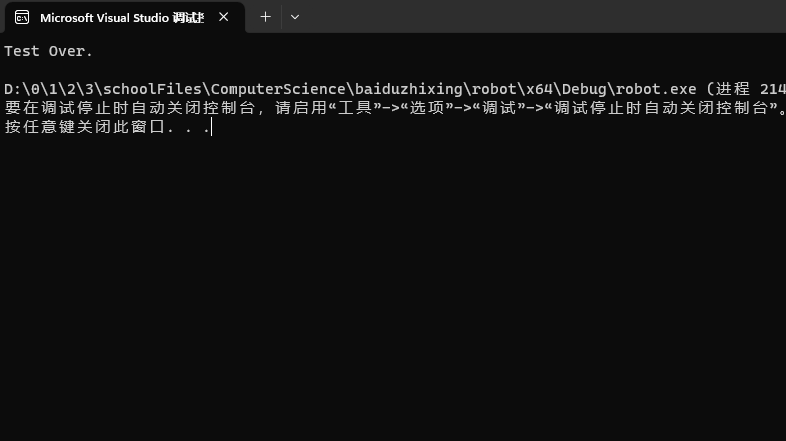 Microsoft Visual Studio 调试
Test Over.
D:\0\1\2\3\schoolFiles\ComputerScience\baiduzhixing\robot\x64\Debug\robot.exe (进程 214
要在调试停止时自动关闭控制台，请启用“工具”->“选项”->“调试”->“调试停止时自动关闭控制台”。
按任意键关闭此窗口. . .